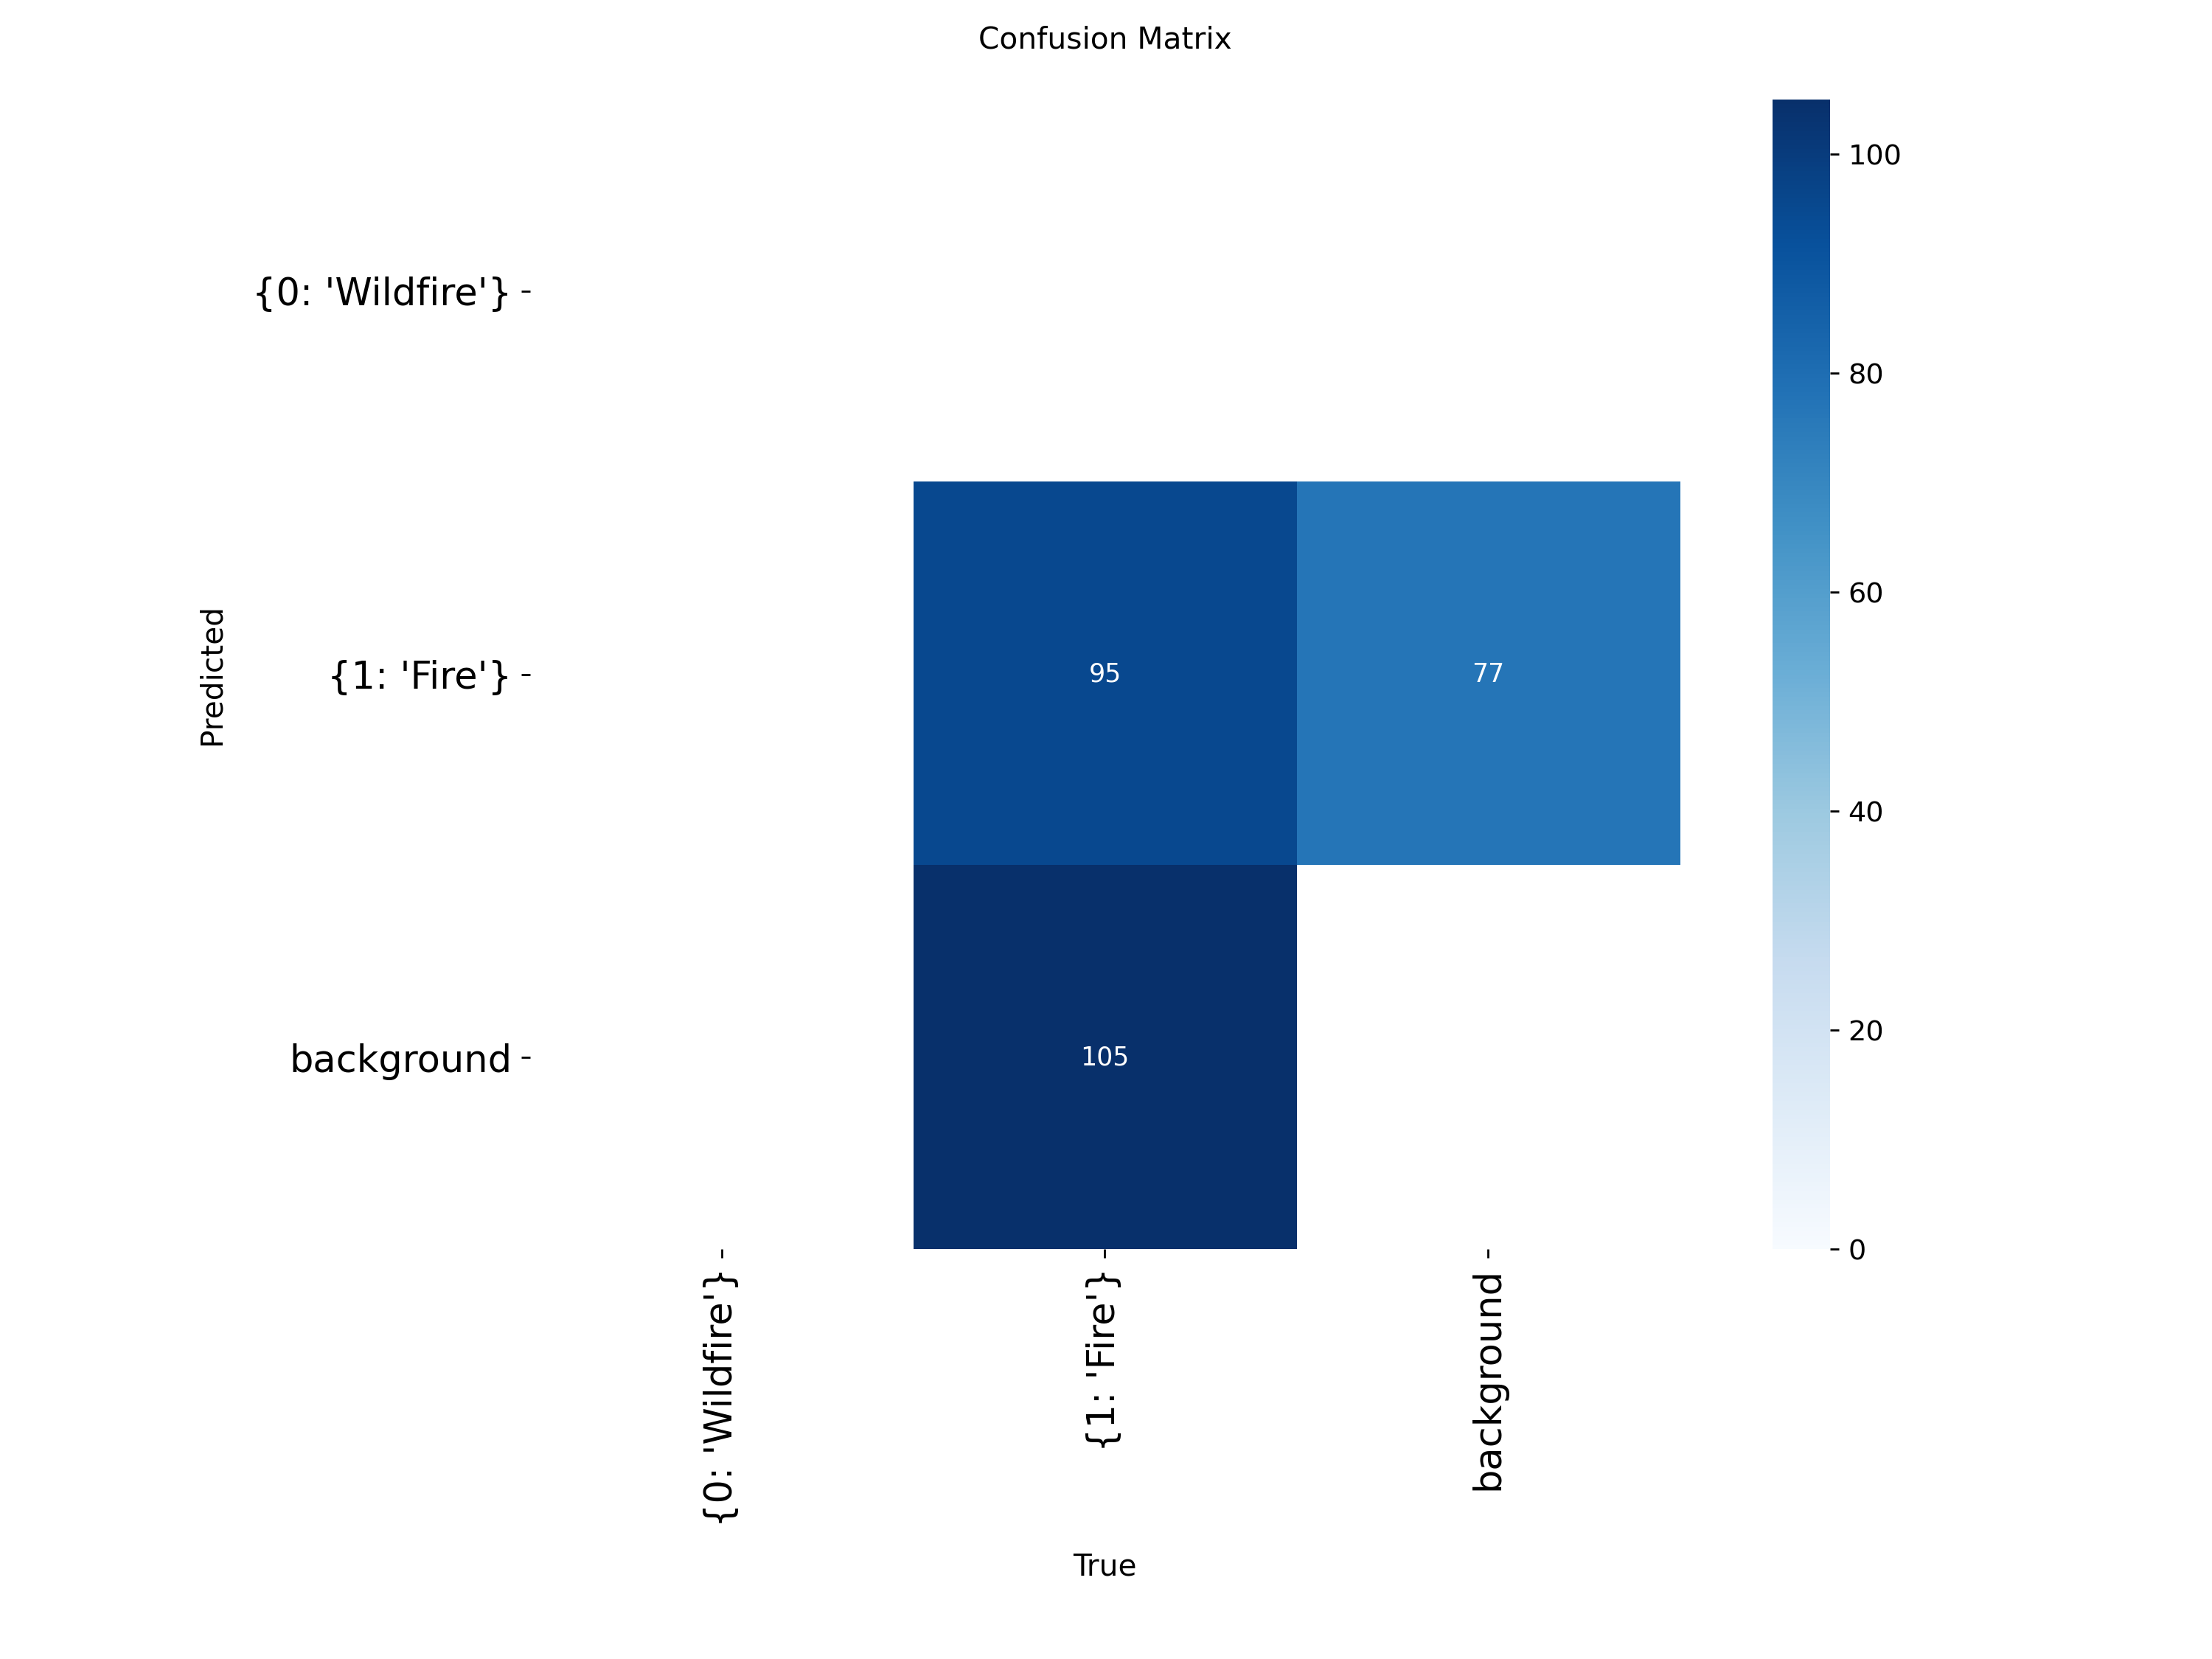 Confusion Matrix
100
{0: 'Wildfire'}
80
60
Predicted
{1: 'Fire'}
95
77
40
background
105
20
0
{0: 'Wildfire'}
{1: 'Fire'}
background
True